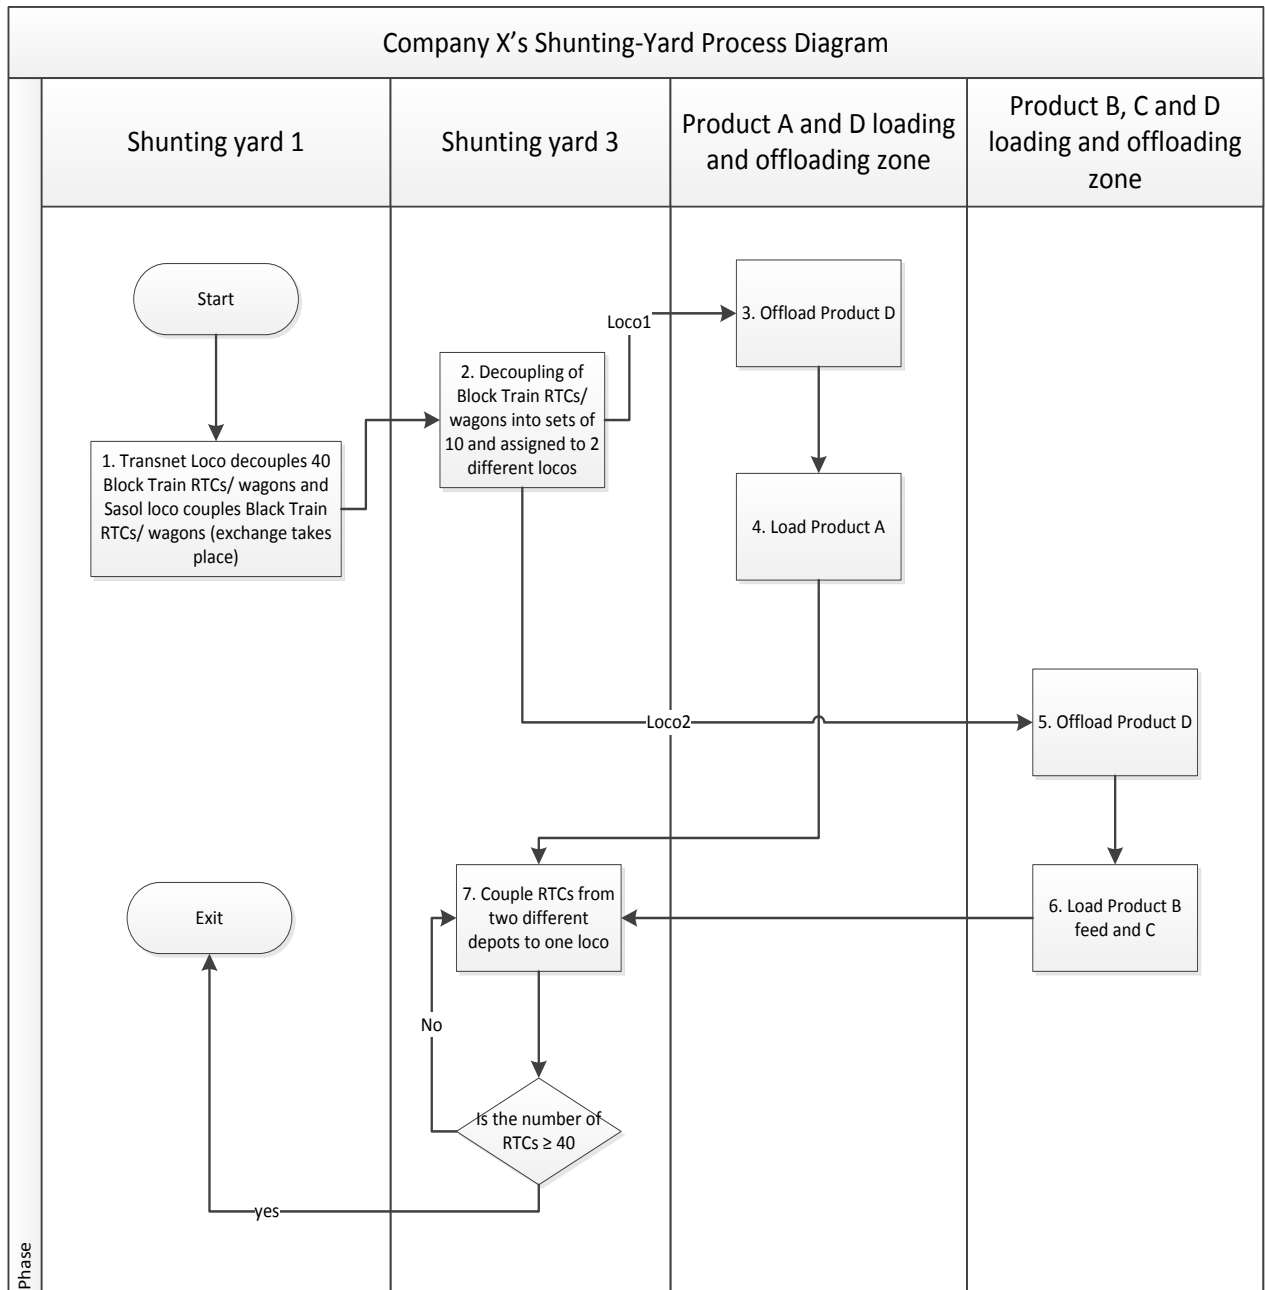 Company X's Shunting-Yard Process Diagram
Shunting yard 1
Shunting yard 3
Product A and D loading
and offloading zone
Product B, C and D
loading and offloading
zone
Start
1. Transnet Loco decouples 40
Block Train RTCs/ wagons and
Sasol loco couples Black Train
RTCs/ wagons (exchange takes
place)
2. Decoupling of
Block Train RTCs/
wagons into sets of
10 and assigned to 2
different locos
Loco1
3. Offload Product D
4. Load Product A
Loco2
5. Offload Product D
6. Load Product B
feed and C
7. Couple RTCs from
two different
depots to one loco
Exit
No
Is the number of
RTCs ≥ 40
yes
Phase